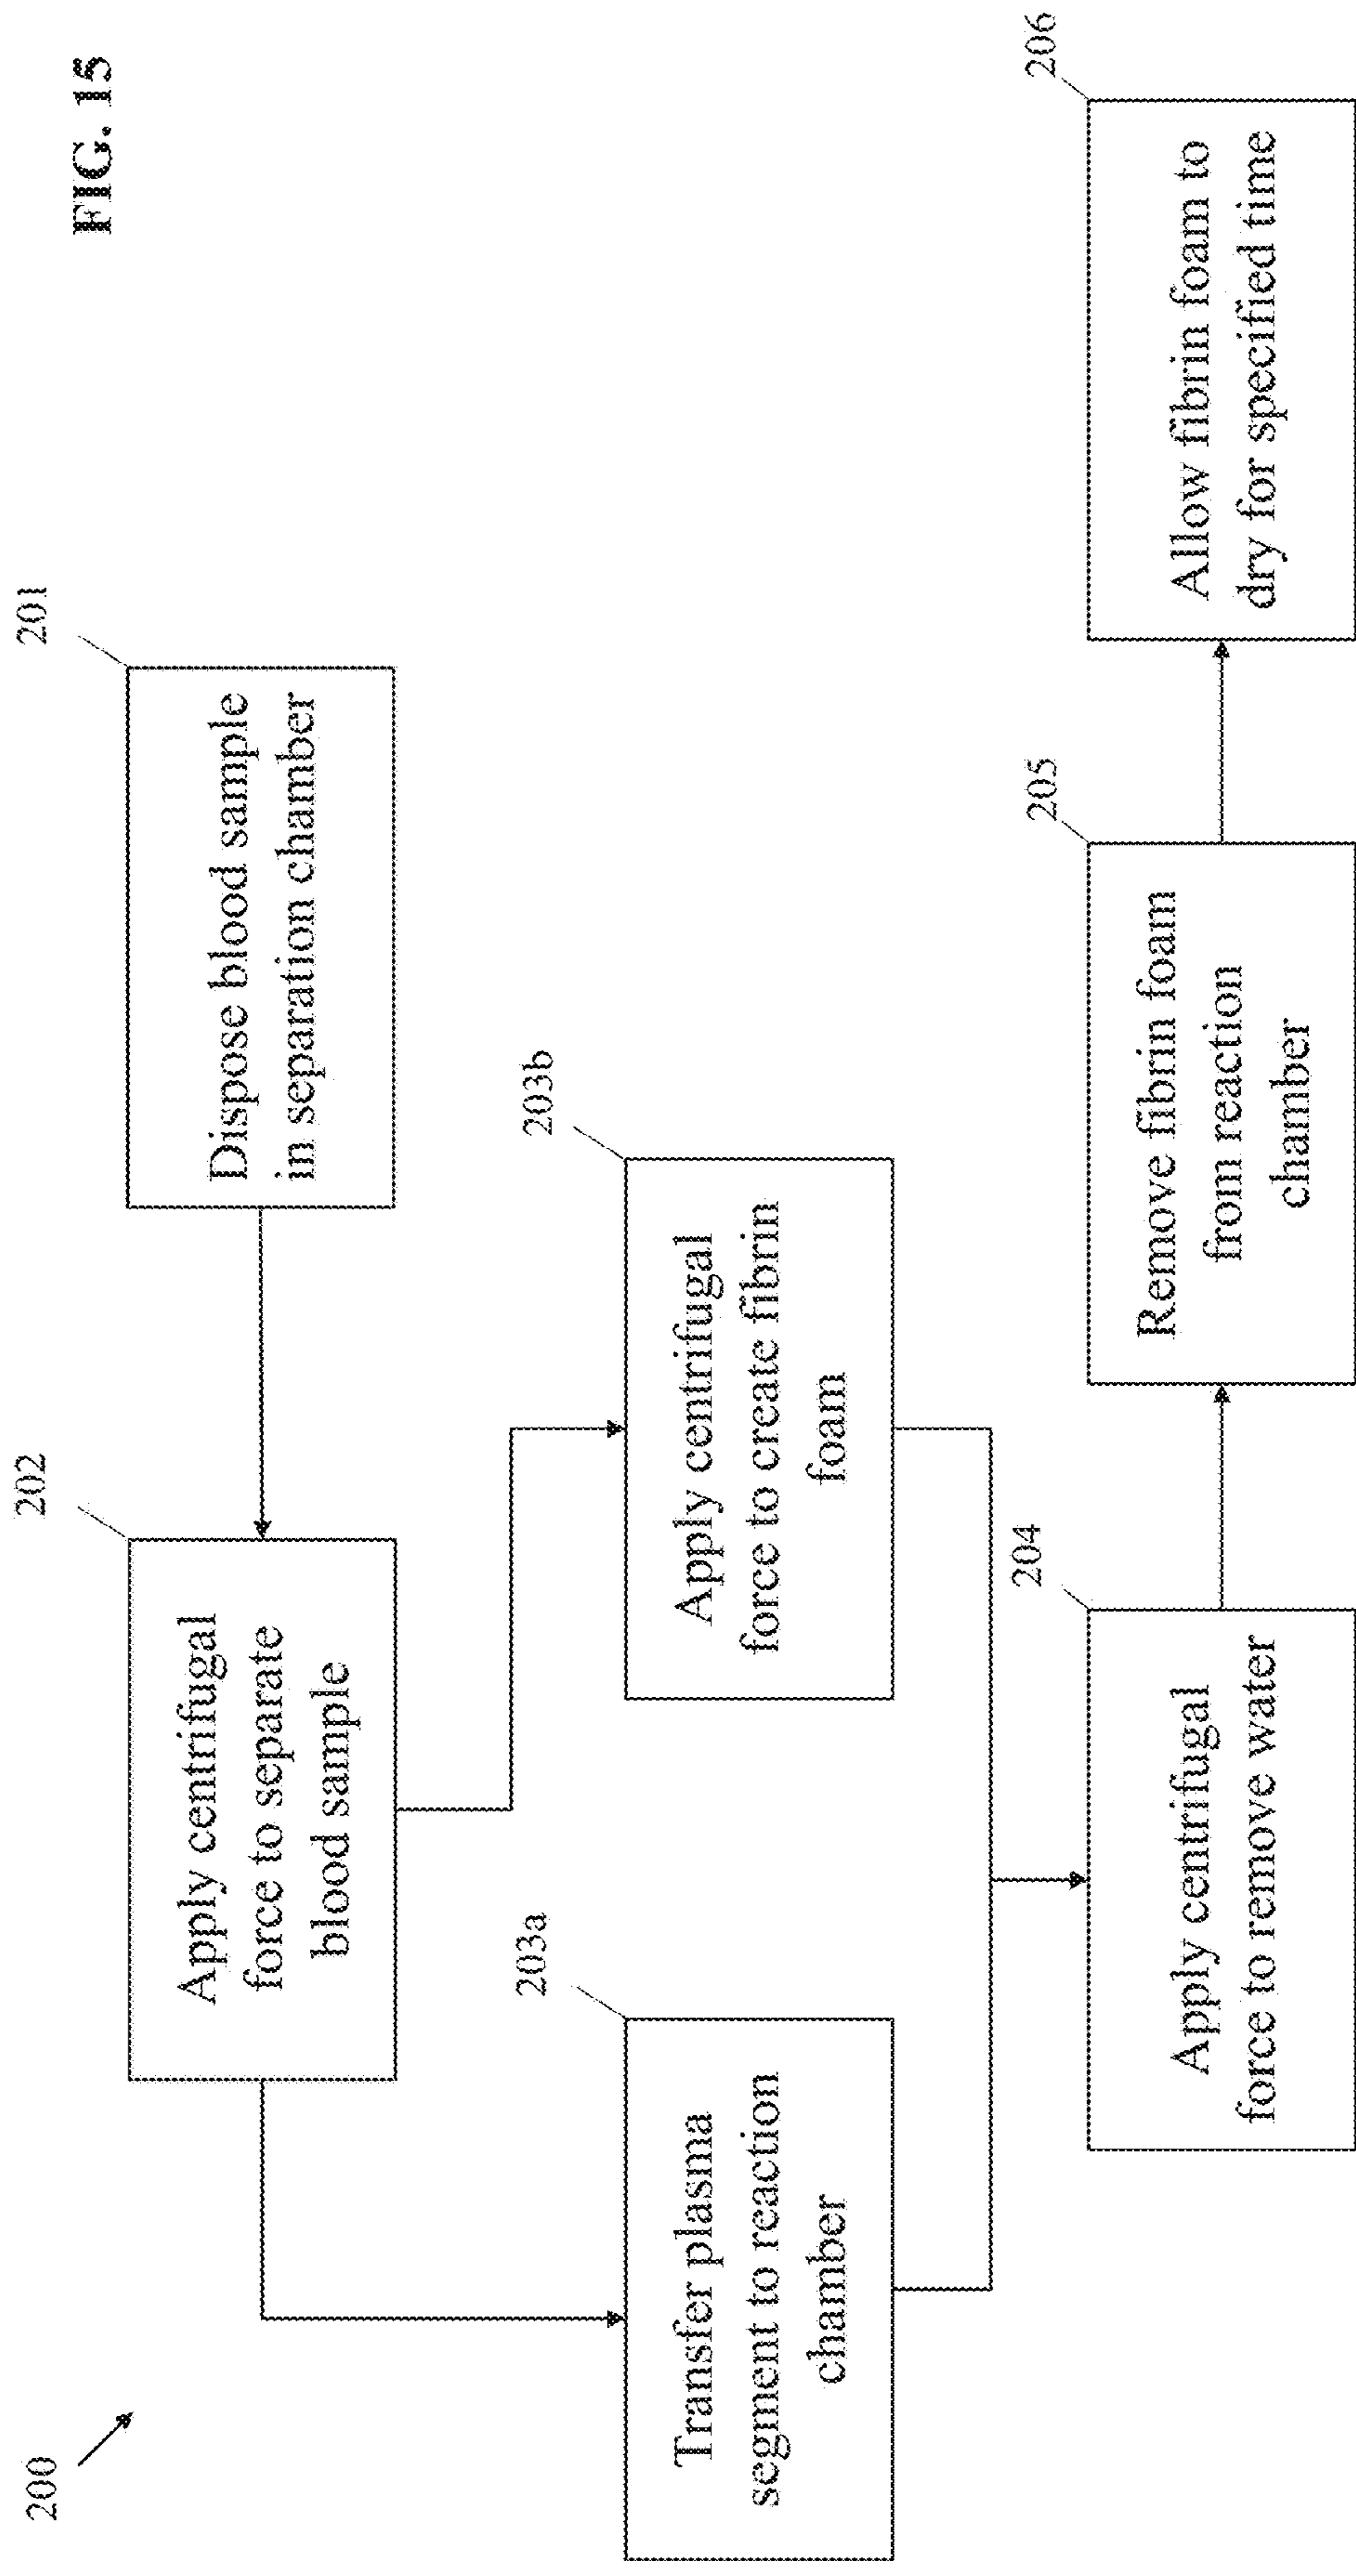 FIG. 15
200
201
Dispose blood sample
in separation chamber
202
Apply centrifugal
force to separate
blood sample
203a
Transfer plasma
segment to reaction
chamber
203b
Apply centrifugal
force to create fibrin
foam
204
Apply centrifugal
force to remove water
205
Remove fibrin foam
from reaction
chamber
206
Allow fibrin foam to
dry for specified time